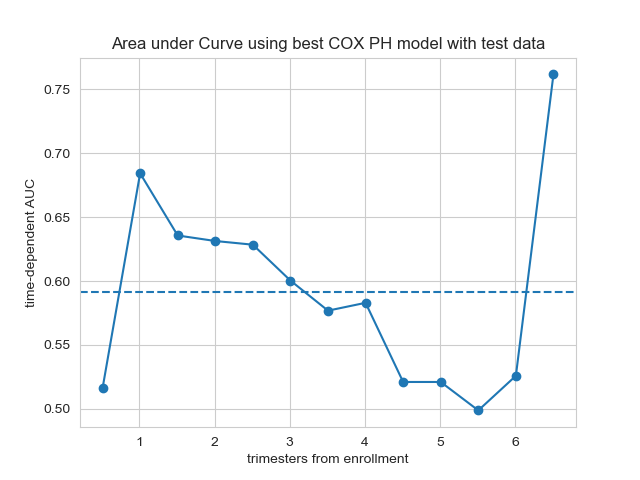 Area under Curve using best COX PH model with test data
0.75
0.70
0.65
0.60
0.55
0.50
time-dependent AUC
1 2 3 4 5 6
trimesters from enrollment